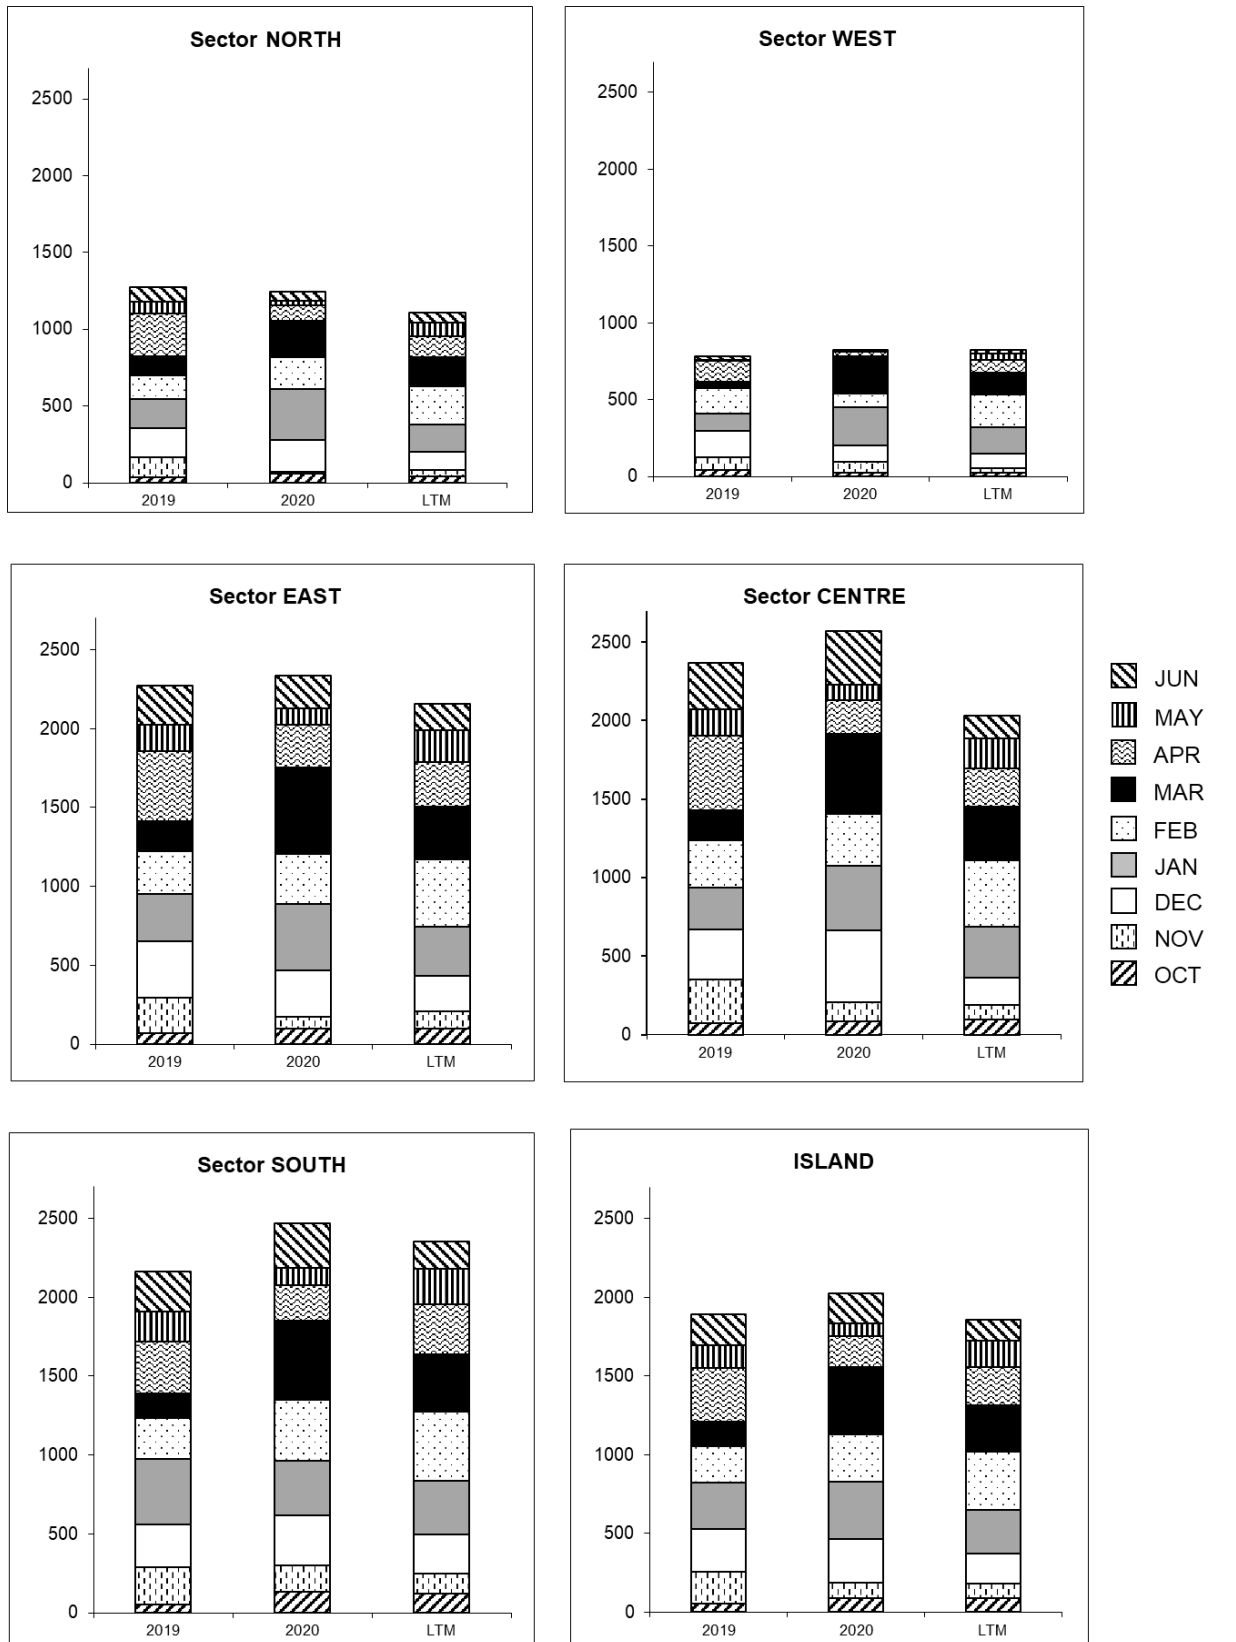 Sector NORTH
2500
2000
1500
1000
500
0
2019 2020 LTM
Sector WEST
2500
2000
1500
1000
500
0
2019 2020 LTM
Sector EAST
2500
2000
1500
1000
500
0
2019 2020 LTM
Sector CENTRE
2500
2000
1500
1000
500
0
2019 2020 LTM
JUN
MAY
APR
MAR
FEB
JAN
DEC
NOV
OCT
Sector SOUTH
2500
2000
1500
1000
500
0
2019 2020 LTM
ISLAND
2500
2000
1500
1000
500
0
2019 2020 LTM